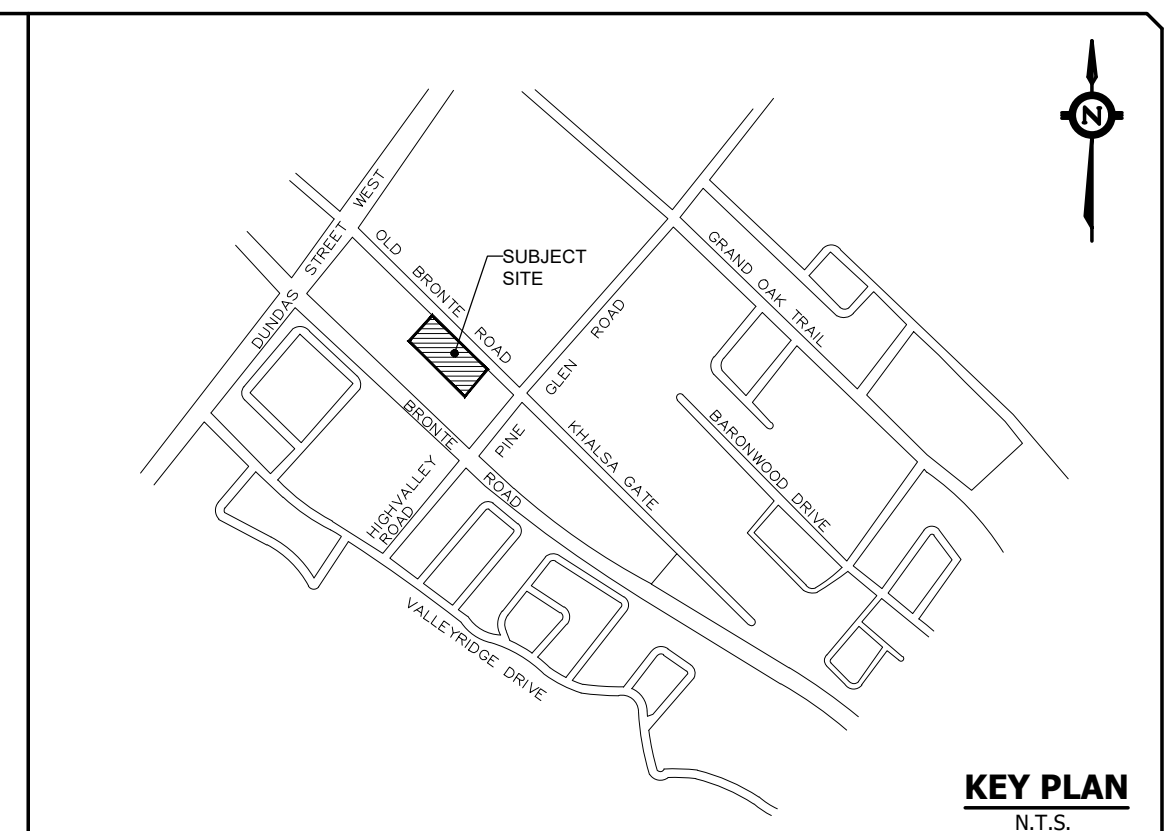 N
DUNDAS STREET WEST
OLD BRONTE ROAD
SUBJECT
SITE
GRAND OAK TRAIL
PINE GLEN ROAD
BRONTE ROAD
KHALSA GATE
BARONWOOD DRIVE
HIGHVALLEY
ROAD
VALLEYRIDGE DRIVE
KEY PLAN
N.T.S.